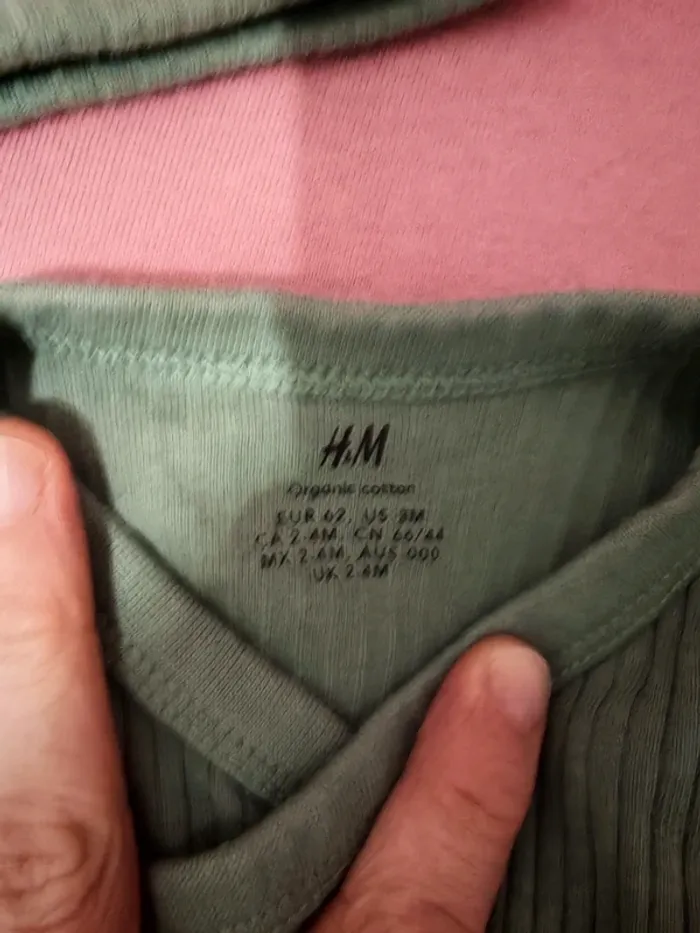 H&M
Organic cotton
EUR 62, US 3M
CA 2-4M, CN 66/44
MX 2-4M, AUS 000
UK 2-4M